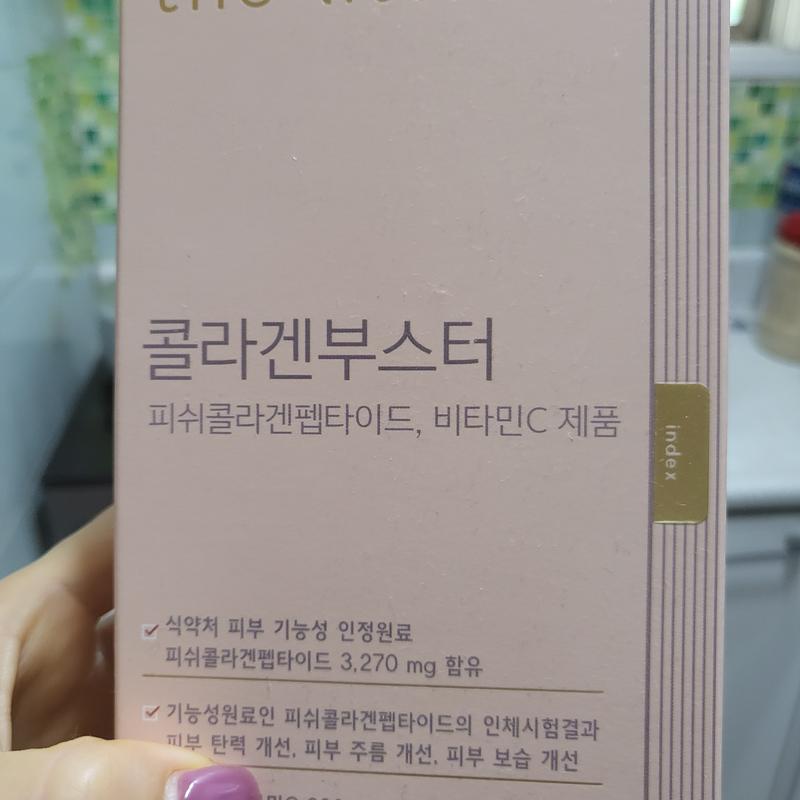 the
콜라겐부스터
피쉬콜라겐펩타이드, 비타민C 제품
index
식약처 피부 기능성 인정원료
피쉬콜라겐펩타이드 3,270 mg 함유
기능성원료인 피쉬콜라겐펩타이드의 인체시험결과
피부 탄력 개선, 피부 주름 개선, 피부 보습 개선